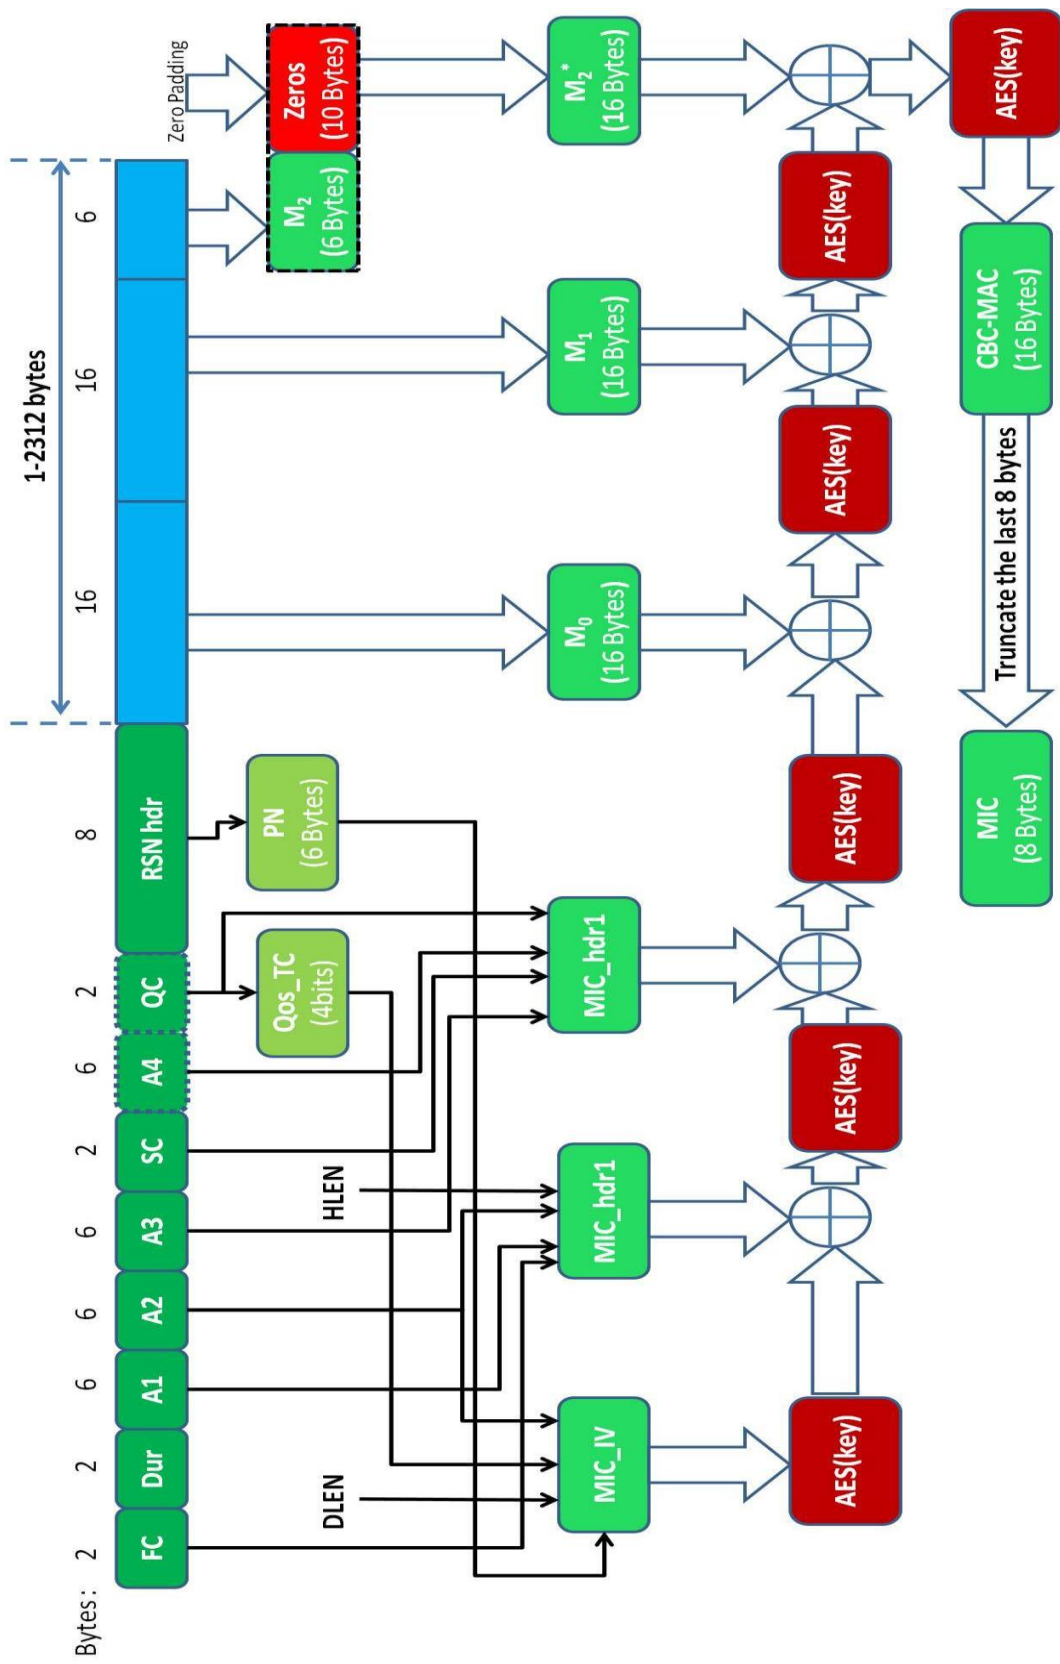 1-2312 bytes
Bytes :
2
2
6
6
6
2
6
2
8
16
16
6
FC
Dur
A1
A2
A3
SC
A4
QC
RSN hdr
Zero Padding
Qos_TC
(4bits)
PN
(6 Bytes)
M2
(6 Bytes)
Zeros
(10 Bytes)
DLEN
HLEN
MIC_IV
MIC_hdr1
MIC_hdr1
M0
(16 Bytes)
M1
(16 Bytes)
M2*
(16 Bytes)
AES(key)
AES(key)
AES(key)
AES(key)
AES(key)
AES(key)
MIC
(8 Bytes)
Truncate the last 8 bytes
CBC-MAC
(16 Bytes)